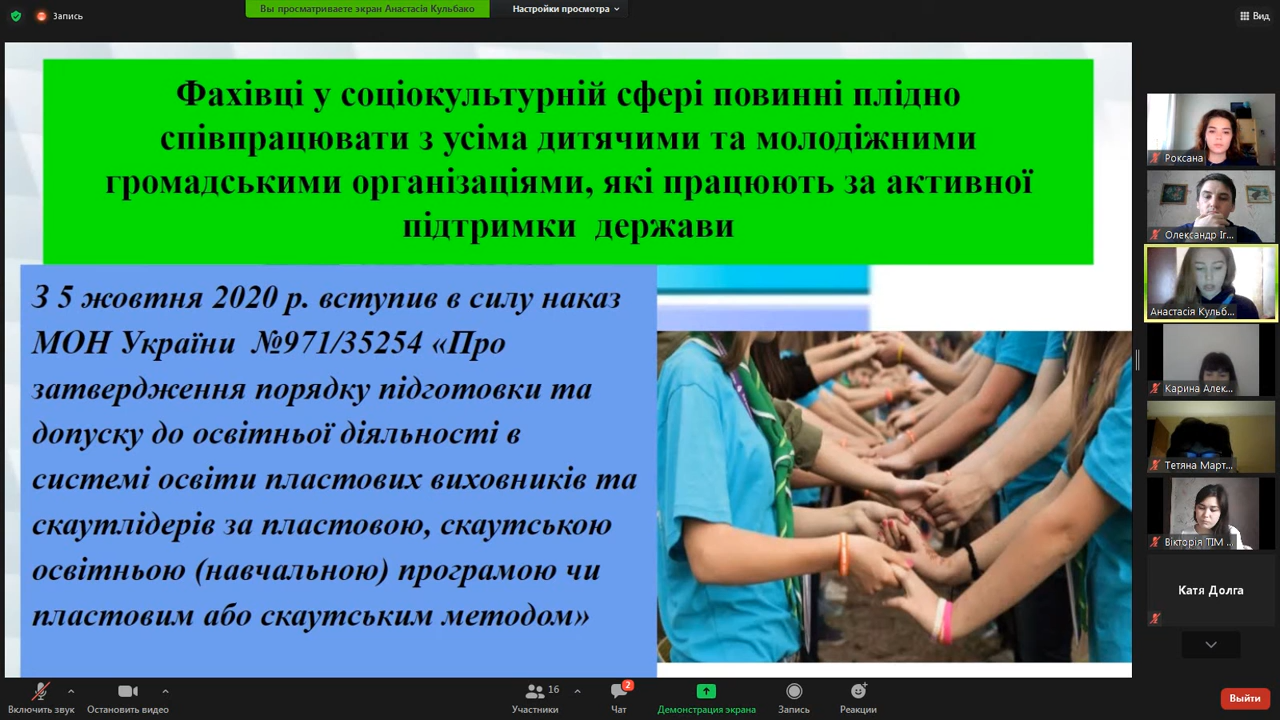 Запись
Вы просматриваете экран Анастасія Кульбако
Настройки просмотра
Вид
Фахівці у соціокультурній сфері повинні плідно
співпрацювати з усіма дитячими та молодіжними
громадськими організаціями, які працюють за активної
підтримки держави
З 5 жовтня 2020 р. вступив в силу наказ
МОН України №971/35254 «Про
затвердження порядку підготовки та
допуску до освітньої діяльності в
системі освіти пластових виховників та
скаутлідерів за пластовою, скаутською
освітньою (навчальною) програмою чи
пластовим або скаутським методом»
Роксана
Олександр Іг...
Анастасія Кульб...
Карина Алек...
Тетяна Март...
Вікторія ТІМ ...
Катя Долга
Включить звук
Остановить видео
16
Участники
2
Чат
Демонстрация экрана
Запись
Реакции
Выйти